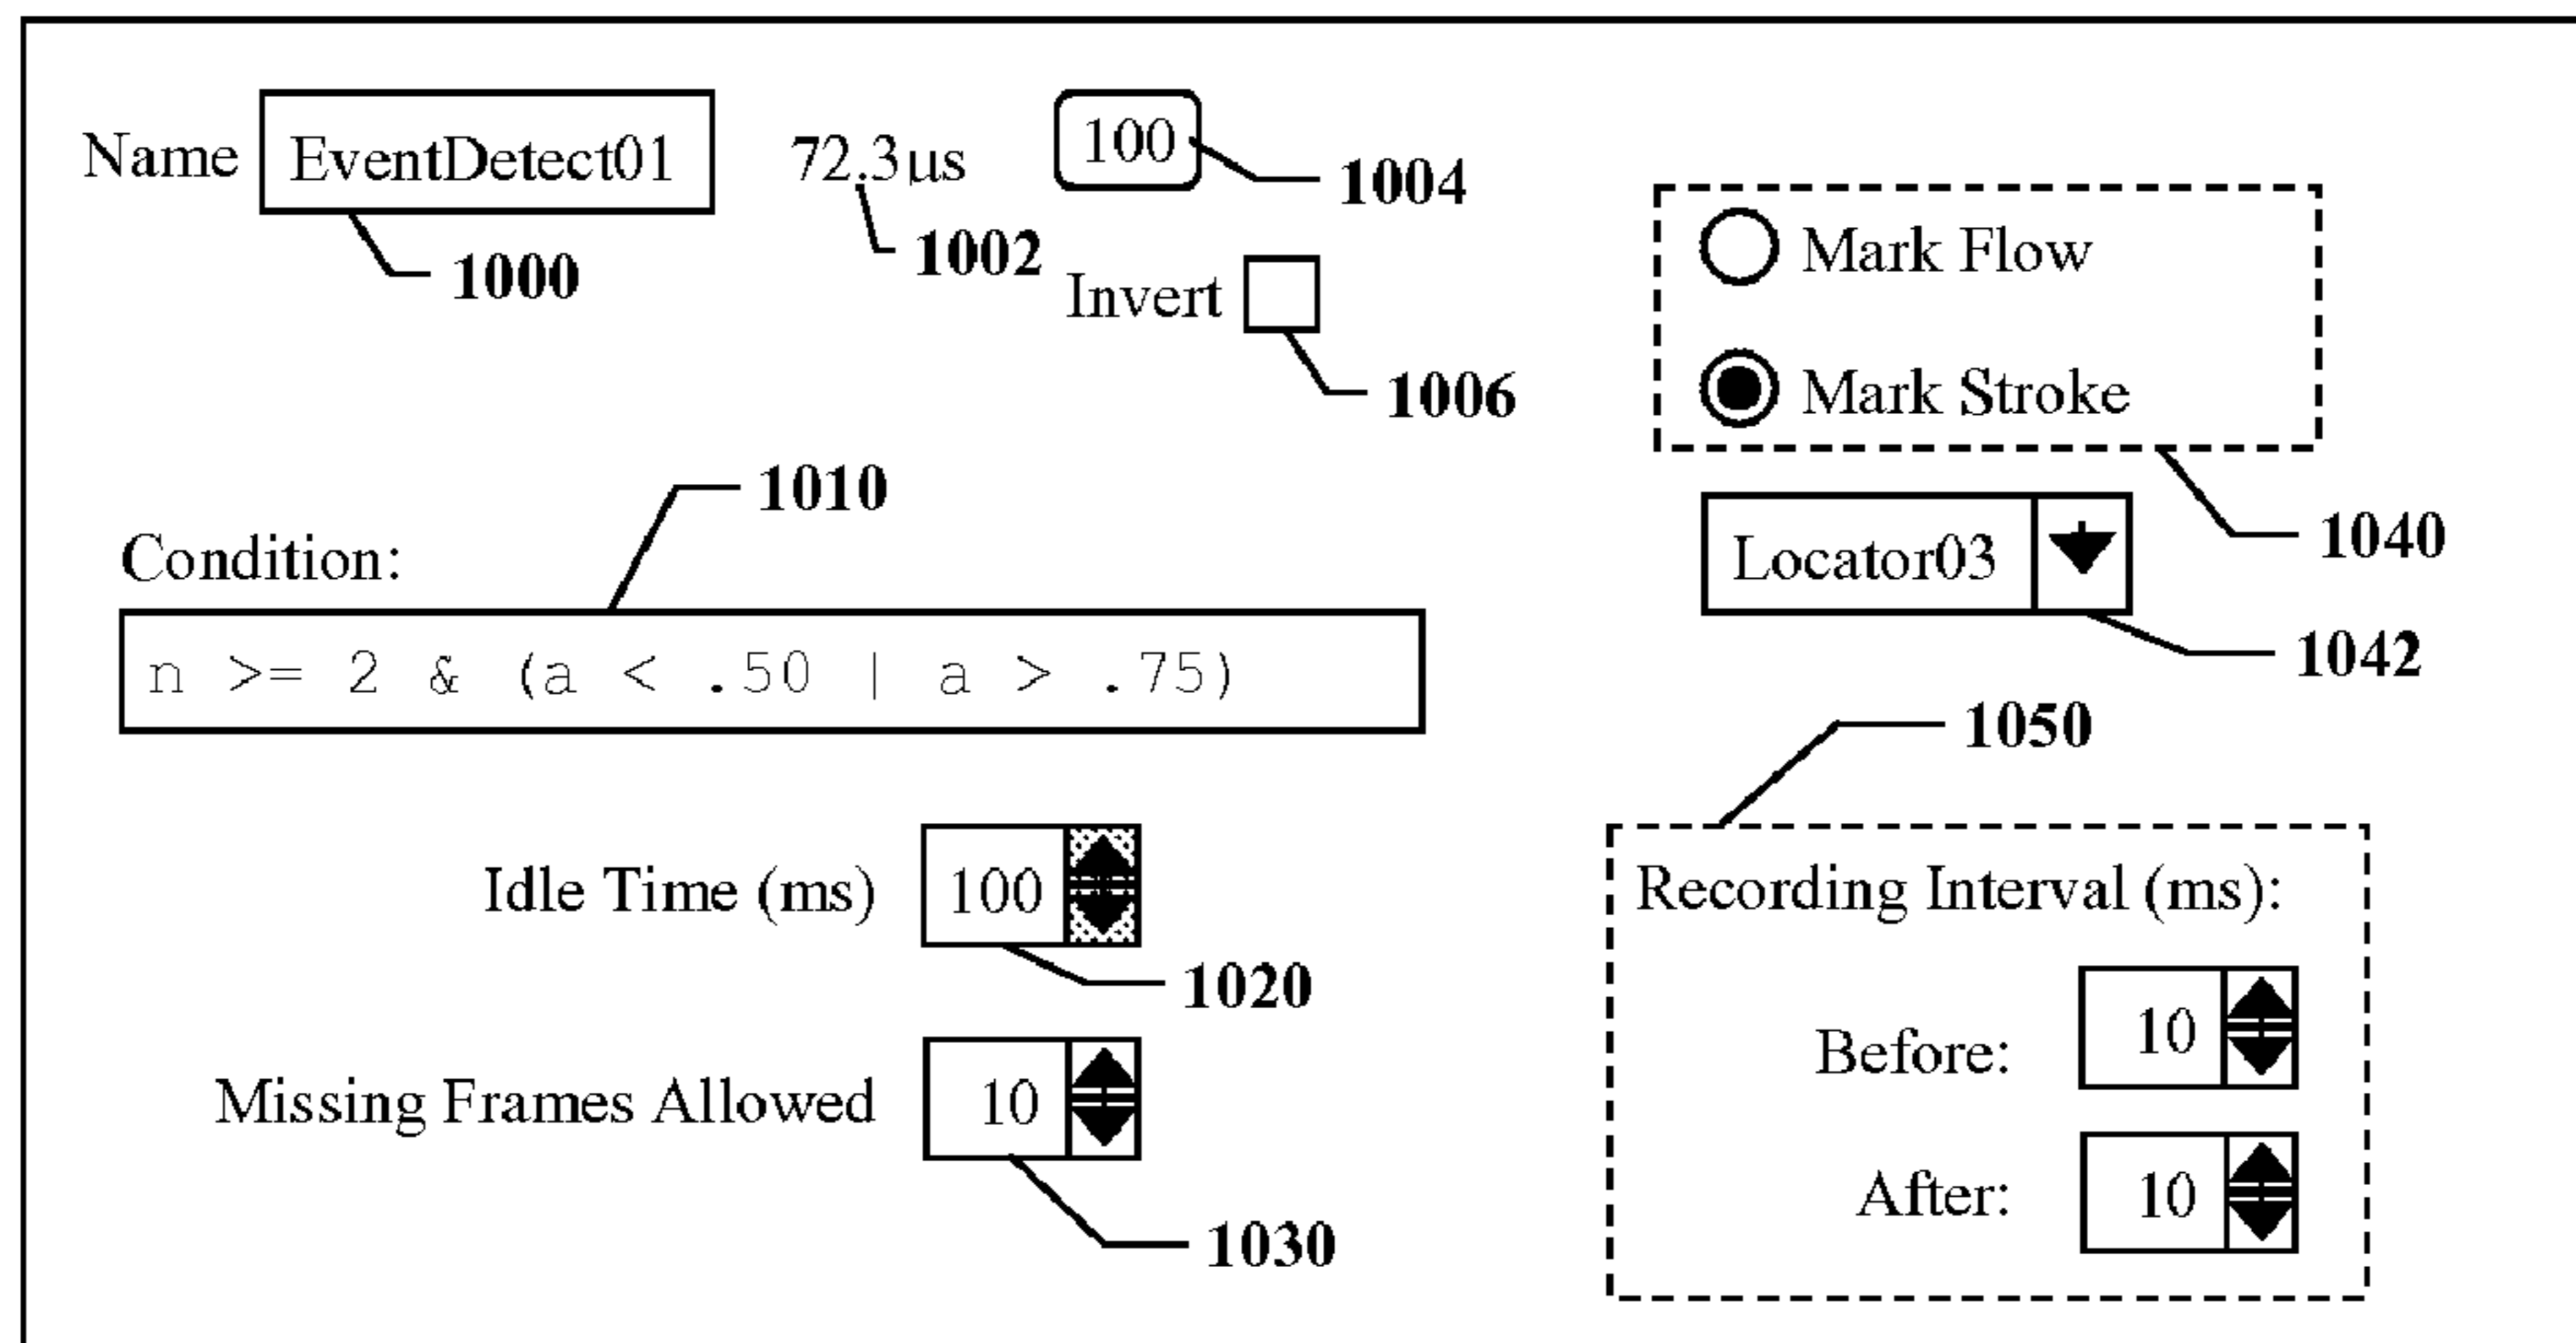 Name EventDetect01 72.3µs 100 1004
1000 1002
Invert
1006
Mark Flow
Mark Stroke
1040
Locator03
1042
1010
Condition:
n >= 2 & (a < .50 | a > .75)
Idle Time (ms) 100
1020
Missing Frames Allowed 10
1030
1050
Recording Interval (ms):
Before: 10
After: 10